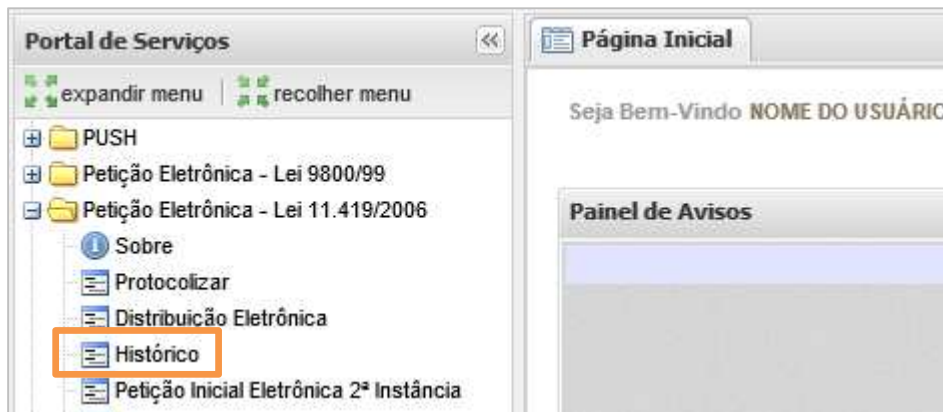 Portal de Serviços
expandir menu | recolher menu
PUSH
Petição Eletrônica - Lei 9800/99
Petição Eletrônica - Lei 11.419/2006
Sobre
Protocolizar
Distribuição Eletrônica
Histórico
Petição Inicial Eletrônica 2ª Instância
Página Inicial
Seja Bem-Vindo NOME DO USUÁRIO
Painel de Avisos